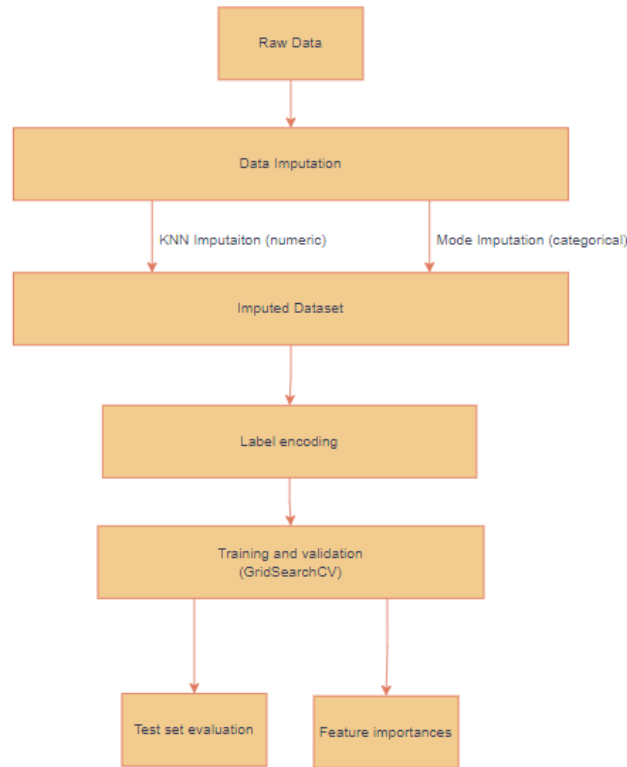 Raw Data
Data Imputation
KNN Imputaiton (numeric)
Mode Imputation (categorical)
Imputed Dataset
Label encoding
Training and validation
(GridSearchCV)
Test set evaluation
Feature importances